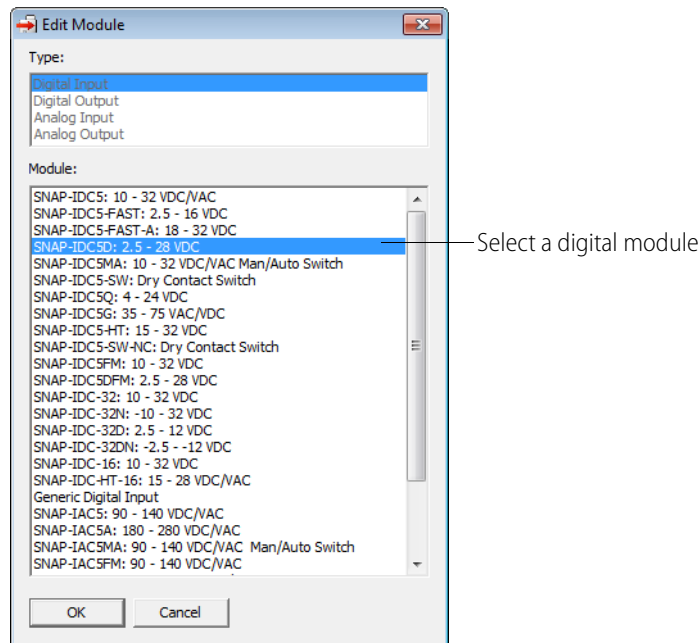 Edit Module
Type:
Digital Input
Digital Output
Analog Input
Analog Output
Module:
SNAP-IDC5: 10 - 32 VDC/VAC
SNAP-IDC5-FAST: 2.5 - 16 VDC
SNAP-IDC5-FAST-A: 18 - 32 VDC
SNAP-IDC5D: 2.5 - 28 VDC
Select a digital module
SNAP-IDC5MA: 10 - 32 VDC/VAC Man/Auto Switch
SNAP-IDC5-SW: Dry Contact Switch
SNAP-IDC5Q: 4 - 24 VDC
SNAP-IDC5G: 35 - 75 VAC/VDC
SNAP-IDC5-HT: 15 - 32 VDC
SNAP-IDC5-SW-NC: Dry Contact Switch
SNAP-IDC5FM: 10 - 32 VDC
SNAP-IDC5DFM: 2.5 - 28 VDC
SNAP-IDC-32: 10 - 32 VDC
SNAP-IDC-32N: -10 - 32 VDC
SNAP-IDC-32D: 2.5 - 12 VDC
SNAP-IDC-32DN: -2.5 - -12 VDC
SNAP-IDC-16: 10 - 32 VDC
SNAP-IDC-HT-16: 15 - 28 VDC/VAC
Generic Digital Input
SNAP-IAC5: 90 - 140 VDC/VAC
SNAP-IAC5A: 180 - 280 VDC/VAC
SNAP-IAC5MA: 90 - 140 VDC/VAC  Man/Auto Switch
SNAP-IAC5FM: 90 - 140 VDC/VAC
OK
Cancel